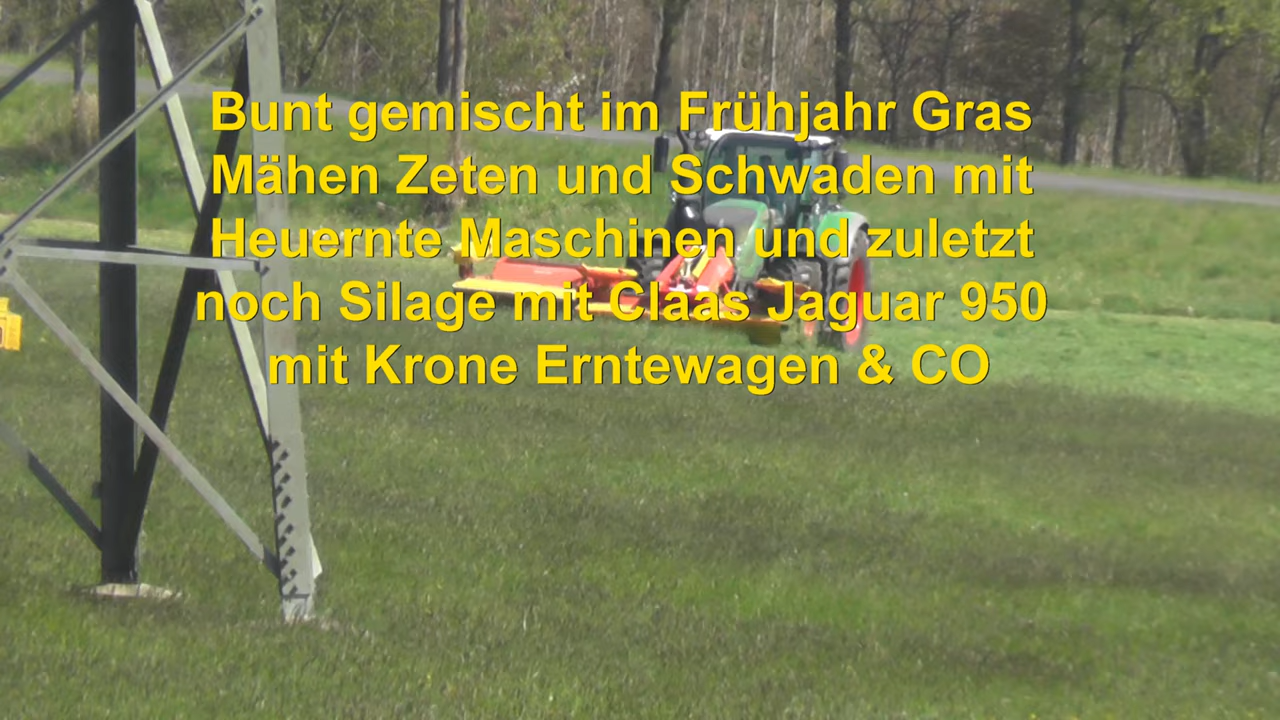 Bunt gemischt im Frühjahr Gras
Mähen Zeten und Schwaden mit
Heuernte Maschinen und zuletzt
noch Silage mit Claas Jaguar 950
mit Krone Erntewagen & CO